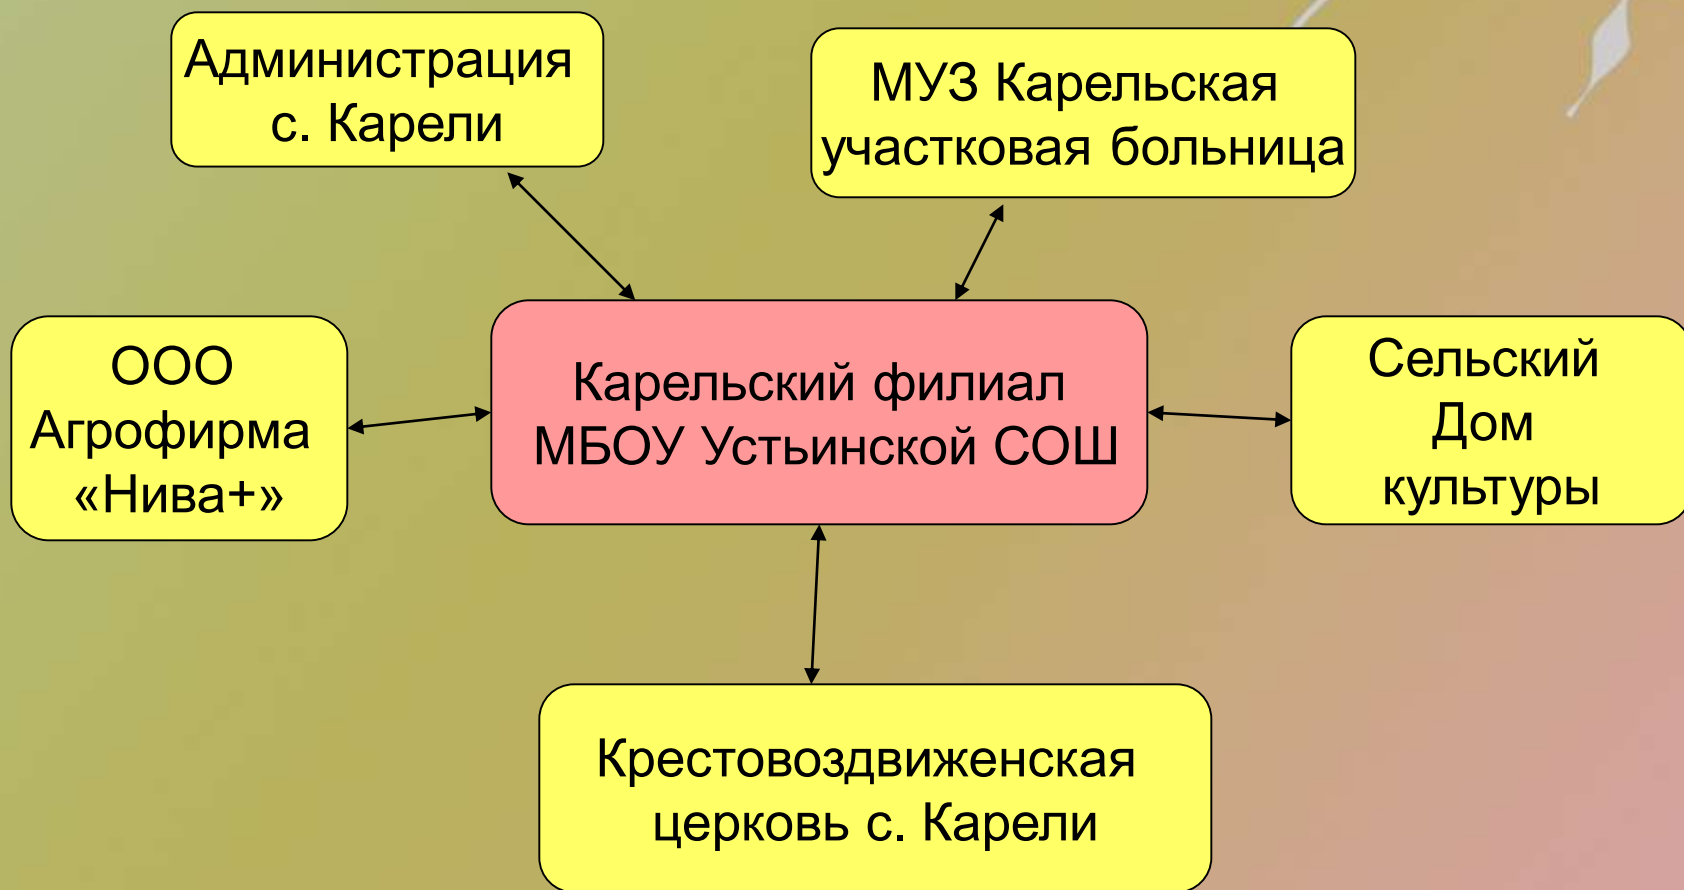 Администрация
с. Карели
МУЗ Карельская
участковая больница
ООО
Агрофирма
«Нива+»
Карельский филиал
МБОУ Устьинской СОШ
Сельский
Дом
культуры
Крестовоздвиженская
церковь с. Карели